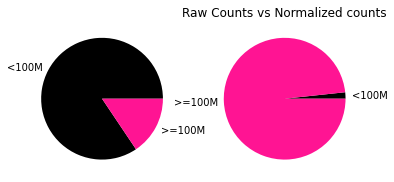 Raw Counts vs Normalized counts
<100M
>=100M
>=100M
<100M